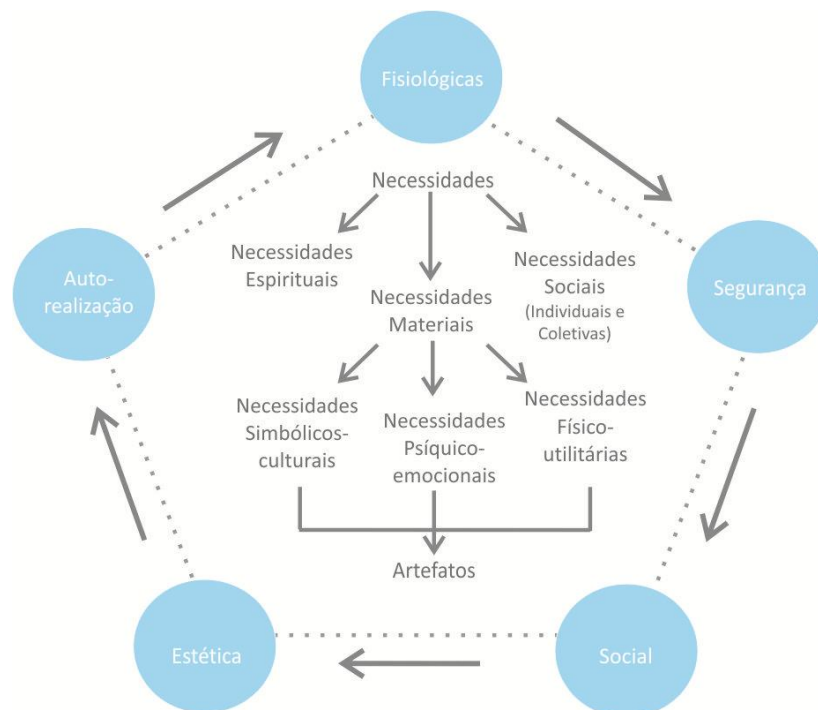 Fisiológicas
Necessidades
Necessidades
Espirituais
Necessidades
Sociais
(Individuais e
Coletivas)
Auto-
realização
Segurança
Necessidades
Materiais
Necessidades
Simbólicos-
culturais
Necessidades
Psíquico-
emocionais
Necessidades
Físico-
utilitárias
Artefatos
Estética
Social